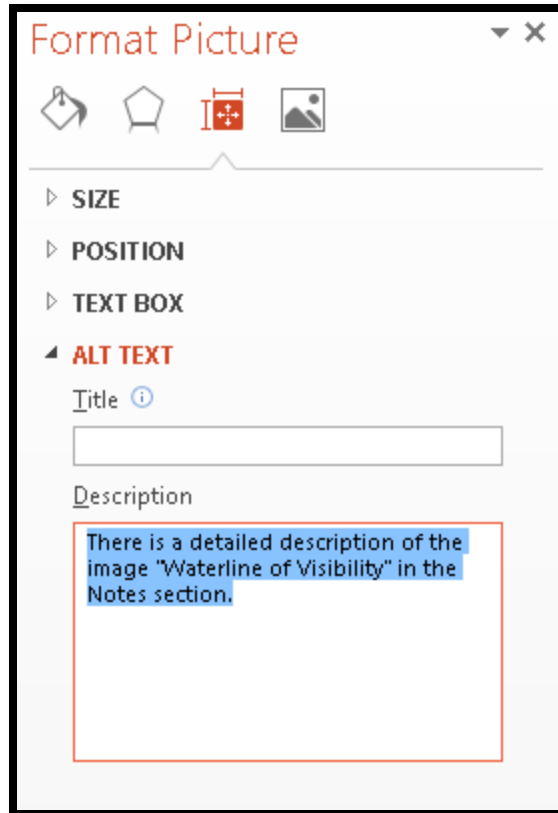 Format Picture
SIZE
POSITION
TEXT BOX
ALT TEXT
Title
Description
There is a detailed description of the
image "Waterline of Visibility" in the
Notes section.